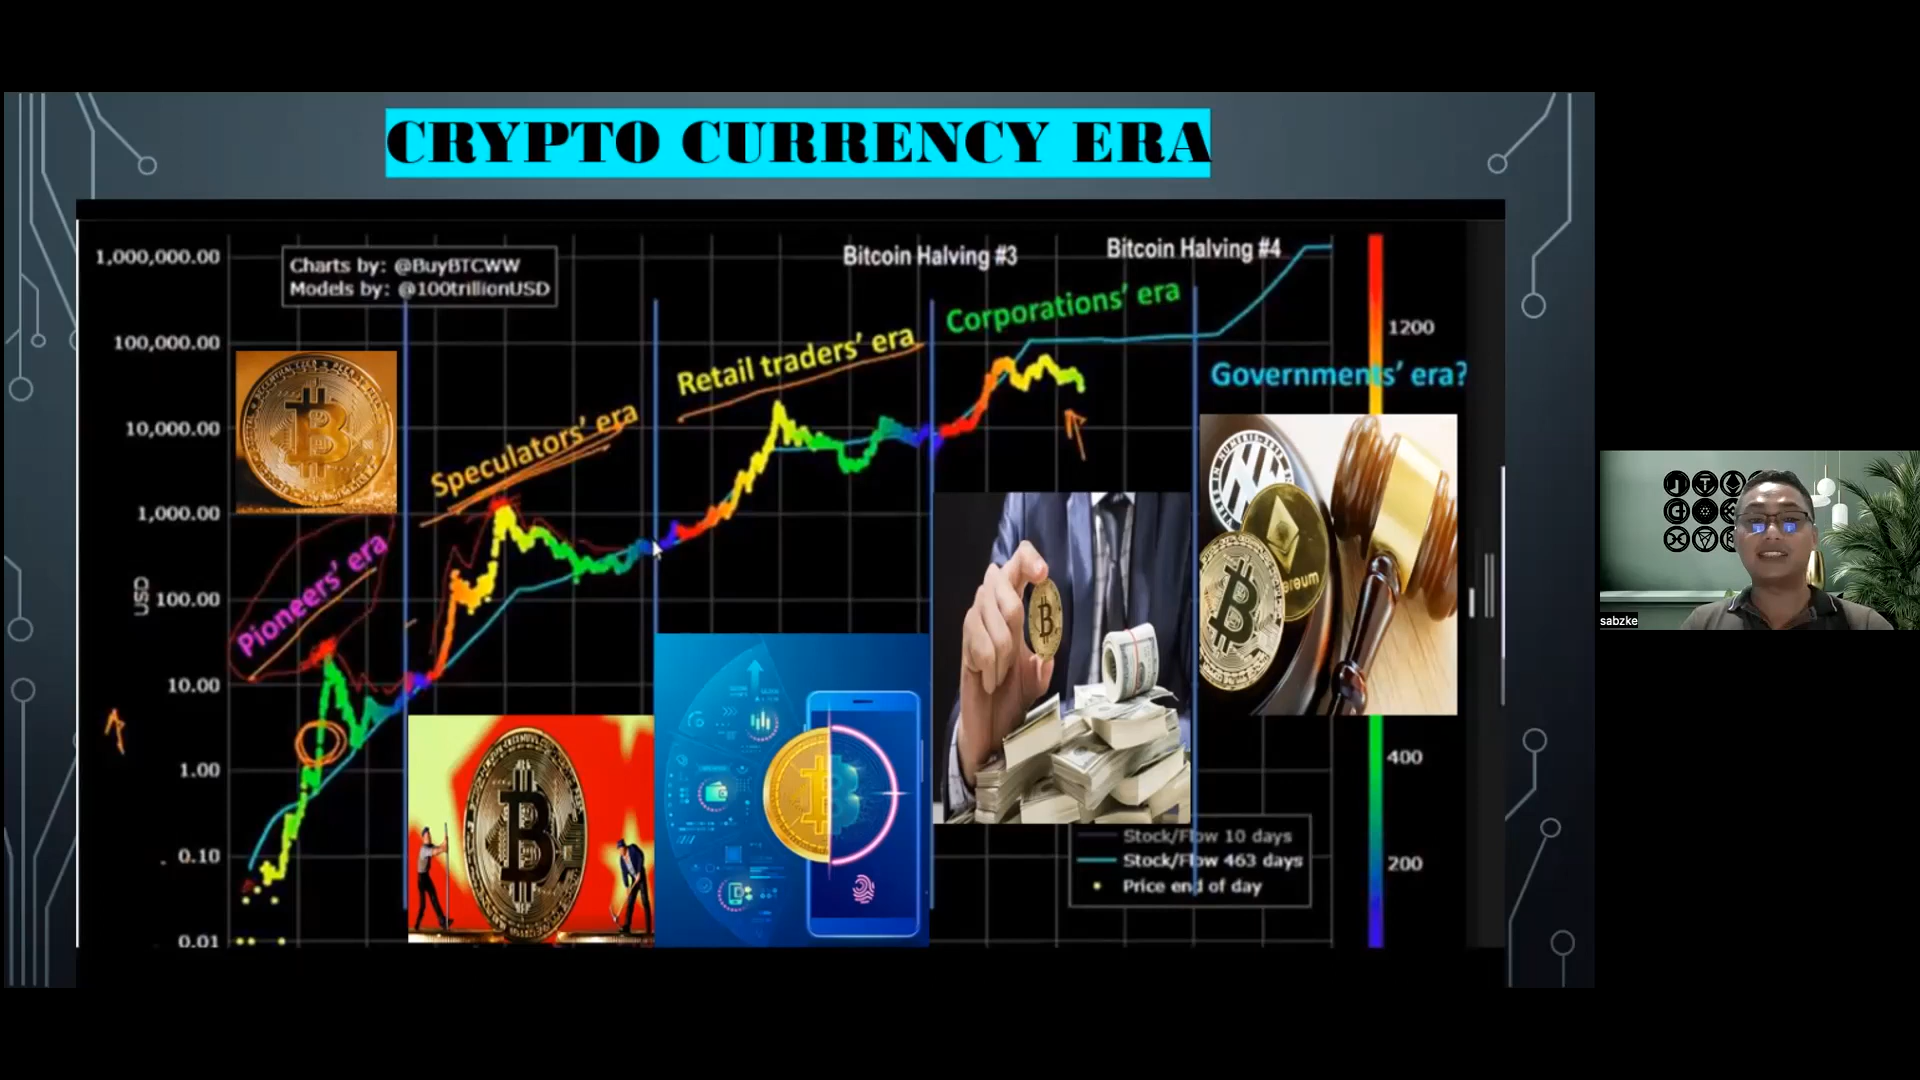 CRYPTO CURRENCY ERA
1,000,000.00
100,000.00
10,000.00
1,000.00
100.00
10.00
1.00
0.10
0.01
USD
Charts by: @BuyBTCWW
Models by: @100trillionUSD
Bitcoin Halving #3
Bitcoin Halving #4
Pioneers' era
Speculators' era
Retail traders' era
Corporations' era
Governments' era?
1200
400
200
Stock/Flow 10 days
Stock/Flow 463 days
Price end of day
ereum
sabzke